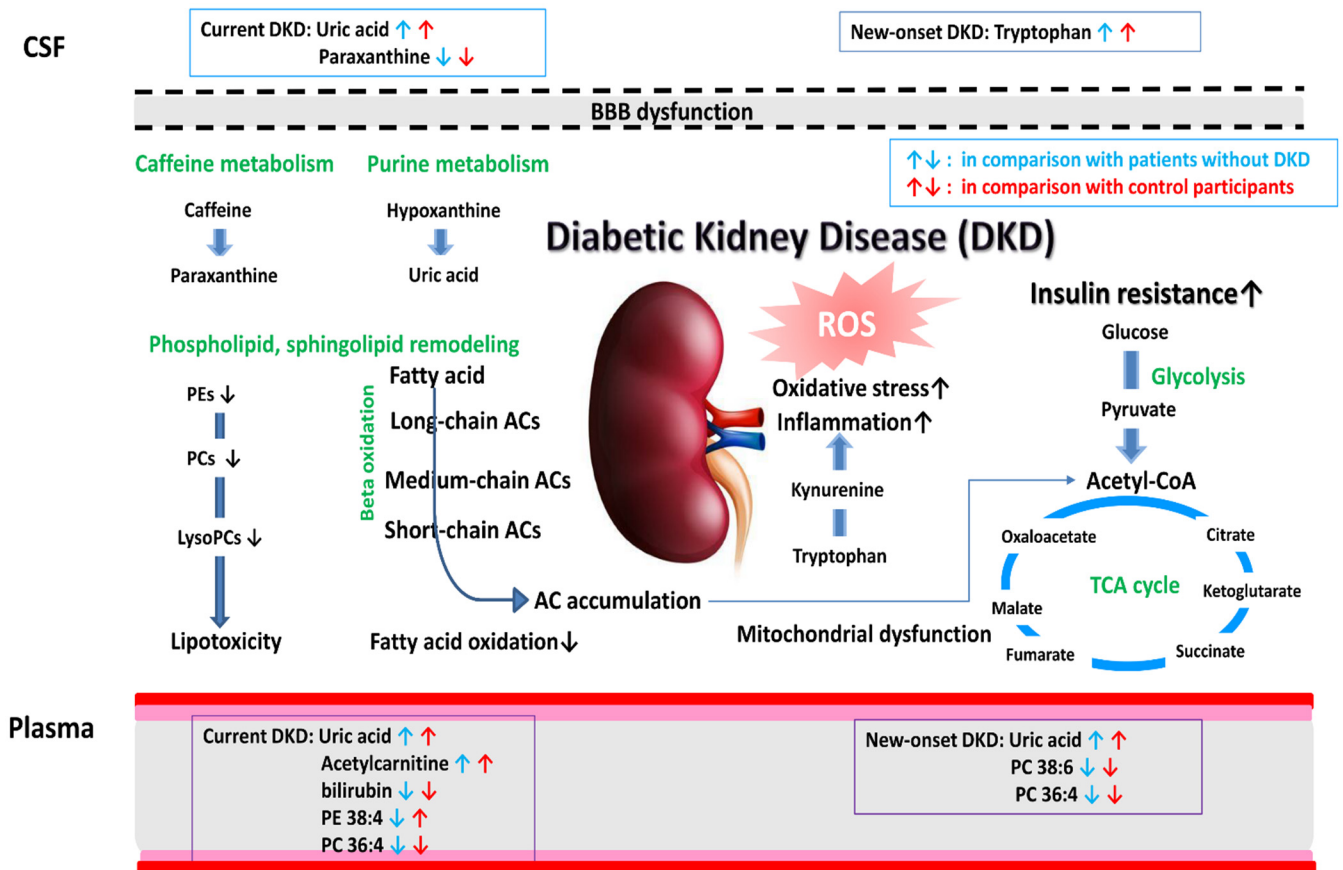 CSF
Current DKD: Uric acid ↑ ↑
Paraxanthine ↓ ↓
New-onset DKD: Tryptophan ↑ ↑
BBB dysfunction
↑↓ : in comparison with patients without DKD
↑↓ : in comparison with control participants
Caffeine metabolism
Caffeine
Paraxanthine
Purine metabolism
Hypoxanthine
Uric acid
Diabetic Kidney Disease (DKD)
Phospholipid, sphingolipid remodeling
PEs ↓
PCs ↓
LysoPCs ↓
Lipotoxicity
Beta oxidation
Fatty acid
Long-chain ACs
Medium-chain ACs
Short-chain ACs
AC accumulation
Fatty acid oxidation↓
ROS
Oxidative stress↑
Inflammation↑
Kynurenine
Tryptophan
Mitochondrial dysfunction
Insulin resistance↑
Glucose
Glycolysis
Pyruvate
Acetyl-CoA
Oxaloacetate
Citrate
TCA cycle
Ketoglutarate
Malate
Fumarate
Succinate
Plasma
Current DKD: Uric acid ↑ ↑
Acetylcarnitine ↑ ↑
bilirubin ↓ ↓
PE 38:4 ↓ ↑
PC 36:4 ↓ ↓
New-onset DKD: Uric acid ↑ ↑
PC 38:6 ↓ ↓
PC 36:4 ↓ ↓